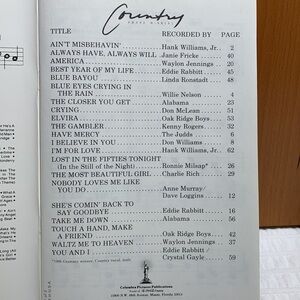 Country
TITLE RECORDED BY PAGE
AIN'T MISBEHAVIN' Hank Williams, Jr. 2
ALWAYS HAVE, ALWAYS WILL Janie Fricke 40
AMERICA Waylon Jennings 20
BEST YEAR OF MY LIFE Eddie Rabbitt 45
BLUE BAYOU Linda Ronstadt 48
BLUE EYES CRYING
IN THE RAIN Willie Nelson 4
THE CLOSER YOU GET Alabama 23
CRYING Don McLean 51
ELVIRA Oak Ridge Boys 53
THE GAMBLER Kenny Rogers 32
HAVE MERCY The Judds 6
I BELIEVE IN YOU Don Williams 8
I'M FOR LOVE Hank Williams, Jr. 62
LOST IN THE FIFTIES TONIGHT
(In the Still of the Night) Ronnie Milsap* 26
THE MOST BEAUTIFUL GIRL Charlie Rich 29
NOBODY LOVES ME LIKE
YOU DO Anne Murray/
Dave Loggins 12
SHE'S COMIN' BACK TO
SAY GOODBYE Eddie Rabbitt 16
TAKE ME DOWN Alabama 56
TOUCH A HAND, MAKE
A FRIEND Oak Ridge Boys 42
WALTZ ME TO HEAVEN Waylon Jennings 37
YOU AND I Eddie Rabbitt/
Crystal Gayle 59
Columbia Pictures Publications